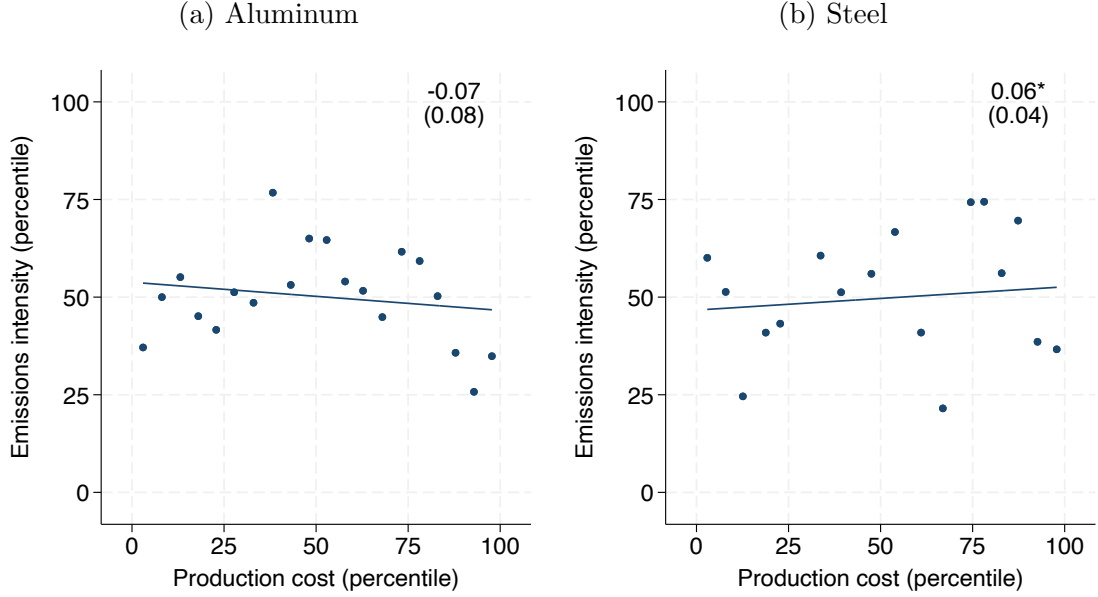 (a) Aluminum
-0.07
(0.08)
100
75
50
25
0
Emissions intensity (percentile)
0 25 50 75 100
Production cost (percentile)
(b) Steel
0.06*
(0.04)
100
75
50
25
0
Emissions intensity (percentile)
0 25 50 75 100
Production cost (percentile)